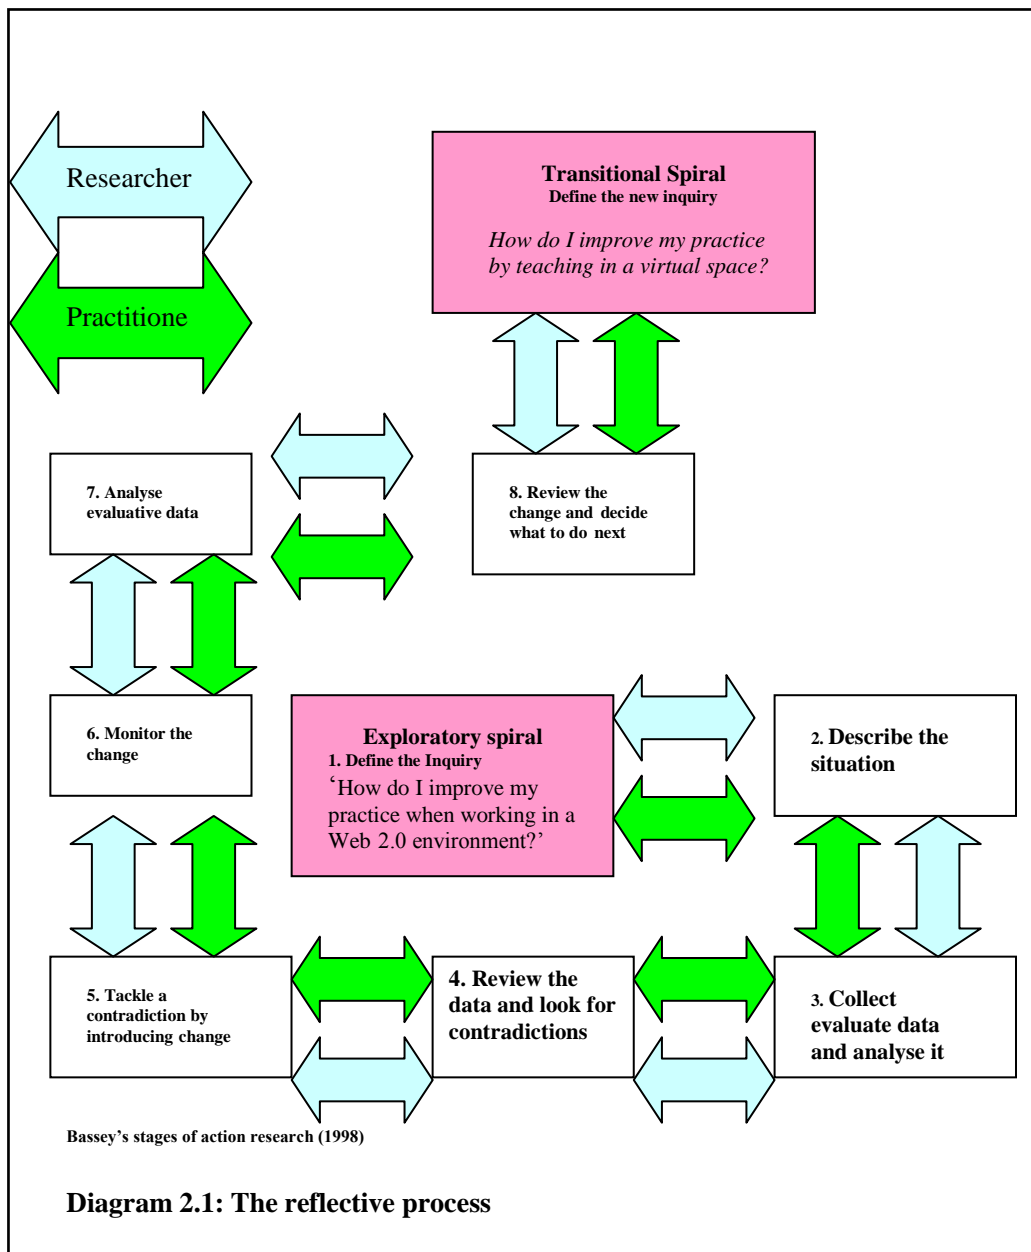 Researcher
Practitione
Transitional Spiral
Define the new inquiry
How do I improve my practice
by teaching in a virtual space?
7. Analyse
evaluative data
8. Review the
change and decide
what to do next
6. Monitor the
change
Exploratory spiral
1. Define the Inquiry
‘How do I improve my
practice when working in a
Web 2.0 environment?’
2. Describe the
situation
5. Tackle a
contradiction by
introducing change
4. Review the
data and look for
contradictions
3. Collect
evaluate data
and analyse it
Bassey’s stages of action research (1998)
Diagram 2.1: The reflective process